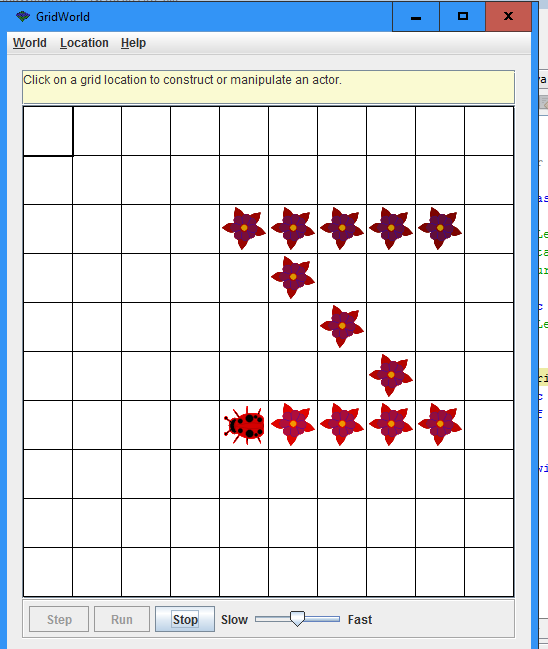 GridWorld
World Location Help
Click on a grid location to construct or manipulate an actor.
Step Run Stop Slow Fast